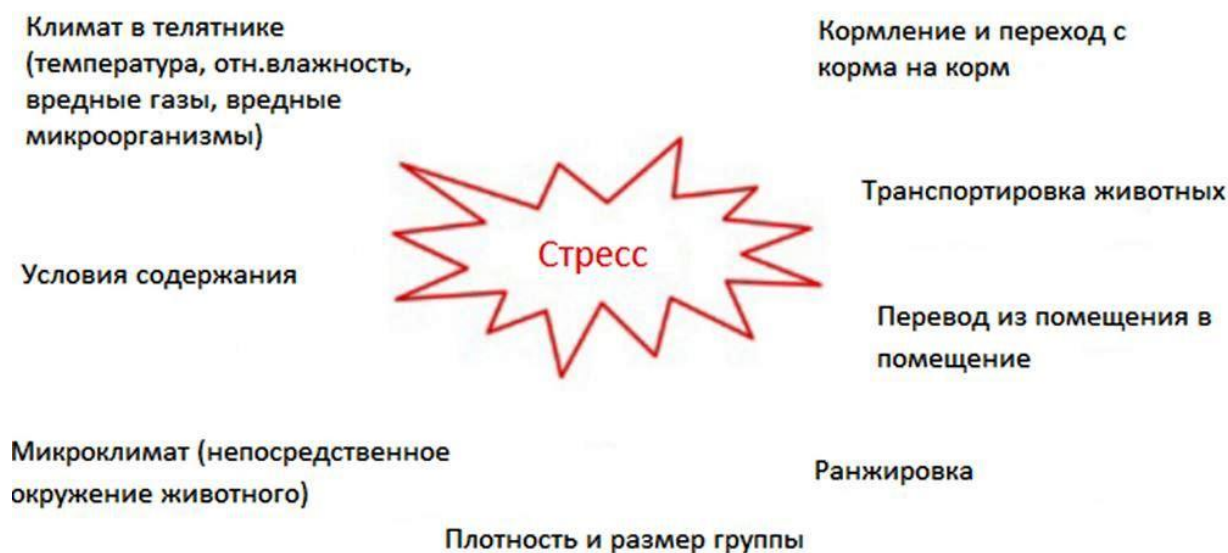 Климат в телятнике
(температура, отн.влажность,
вредные газы, вредные
микроорганизмы)
Кормление и переход с
корма на корм
Транспортировка животных
Стресс
Условия содержания
Перевод из помещения в
помещение
Микроклимат (непосредственное
окружение животного)
Ранжировка
Плотность и размер группы